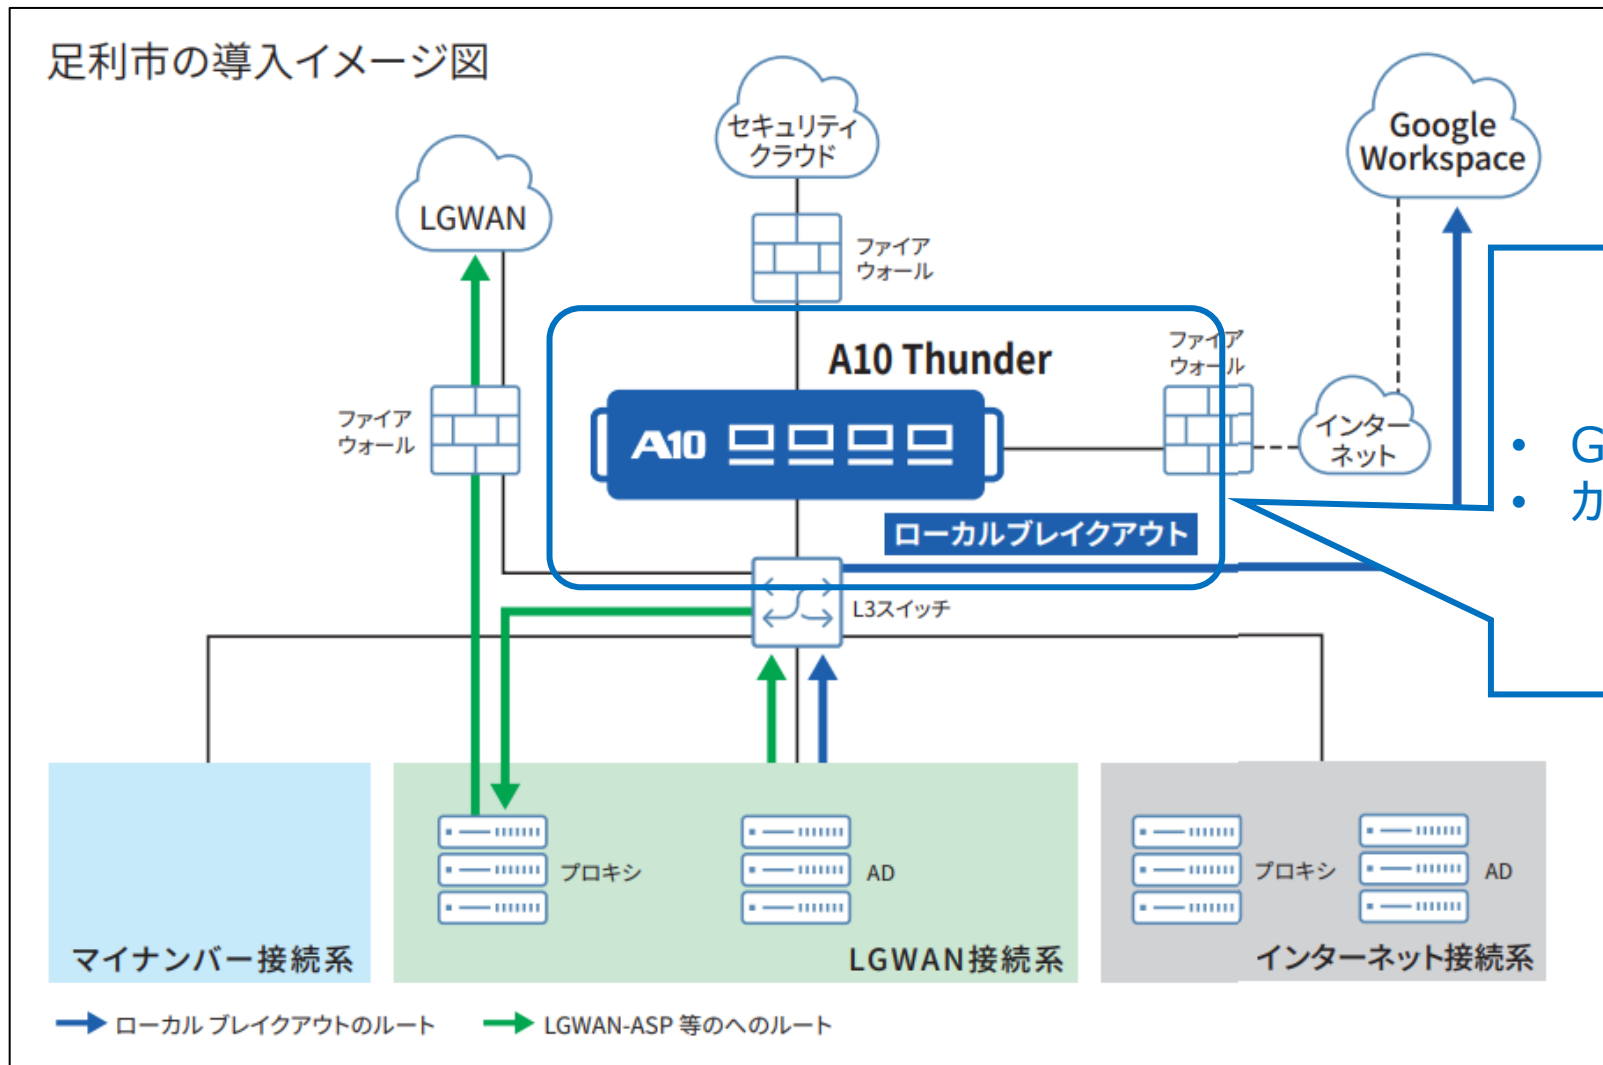 足利市の導入イメージ図
セキュリティ
クラウド
Google
Workspace
LGWAN
ファイア
ウォール
A10 Thunder
ファイア
ウォール
ファイア
ウォール
A10
インター
ネット
• G
• カ
ローカルブレイクアウト
L3スイッチ
プロキシ
AD
プロキシ
AD
マイナンバー接続系
LGWAN接続系
インターネット接続系
ローカル ブレイクアウトのルート
LGWAN-ASP 等のへのルート